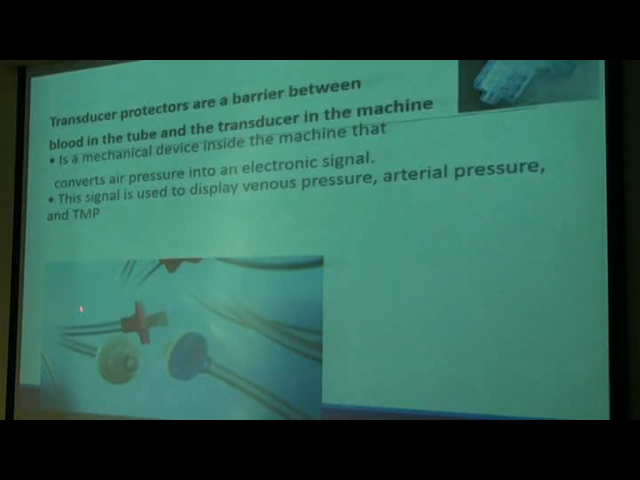 Transducer protectors are a barrier between
blood in the tube and the transducer in the machine
• Is a mechanical device inside the machine that
converts air pressure into an electronic signal.
• This signal is used to display venous pressure, arterial pressure,
and TMP